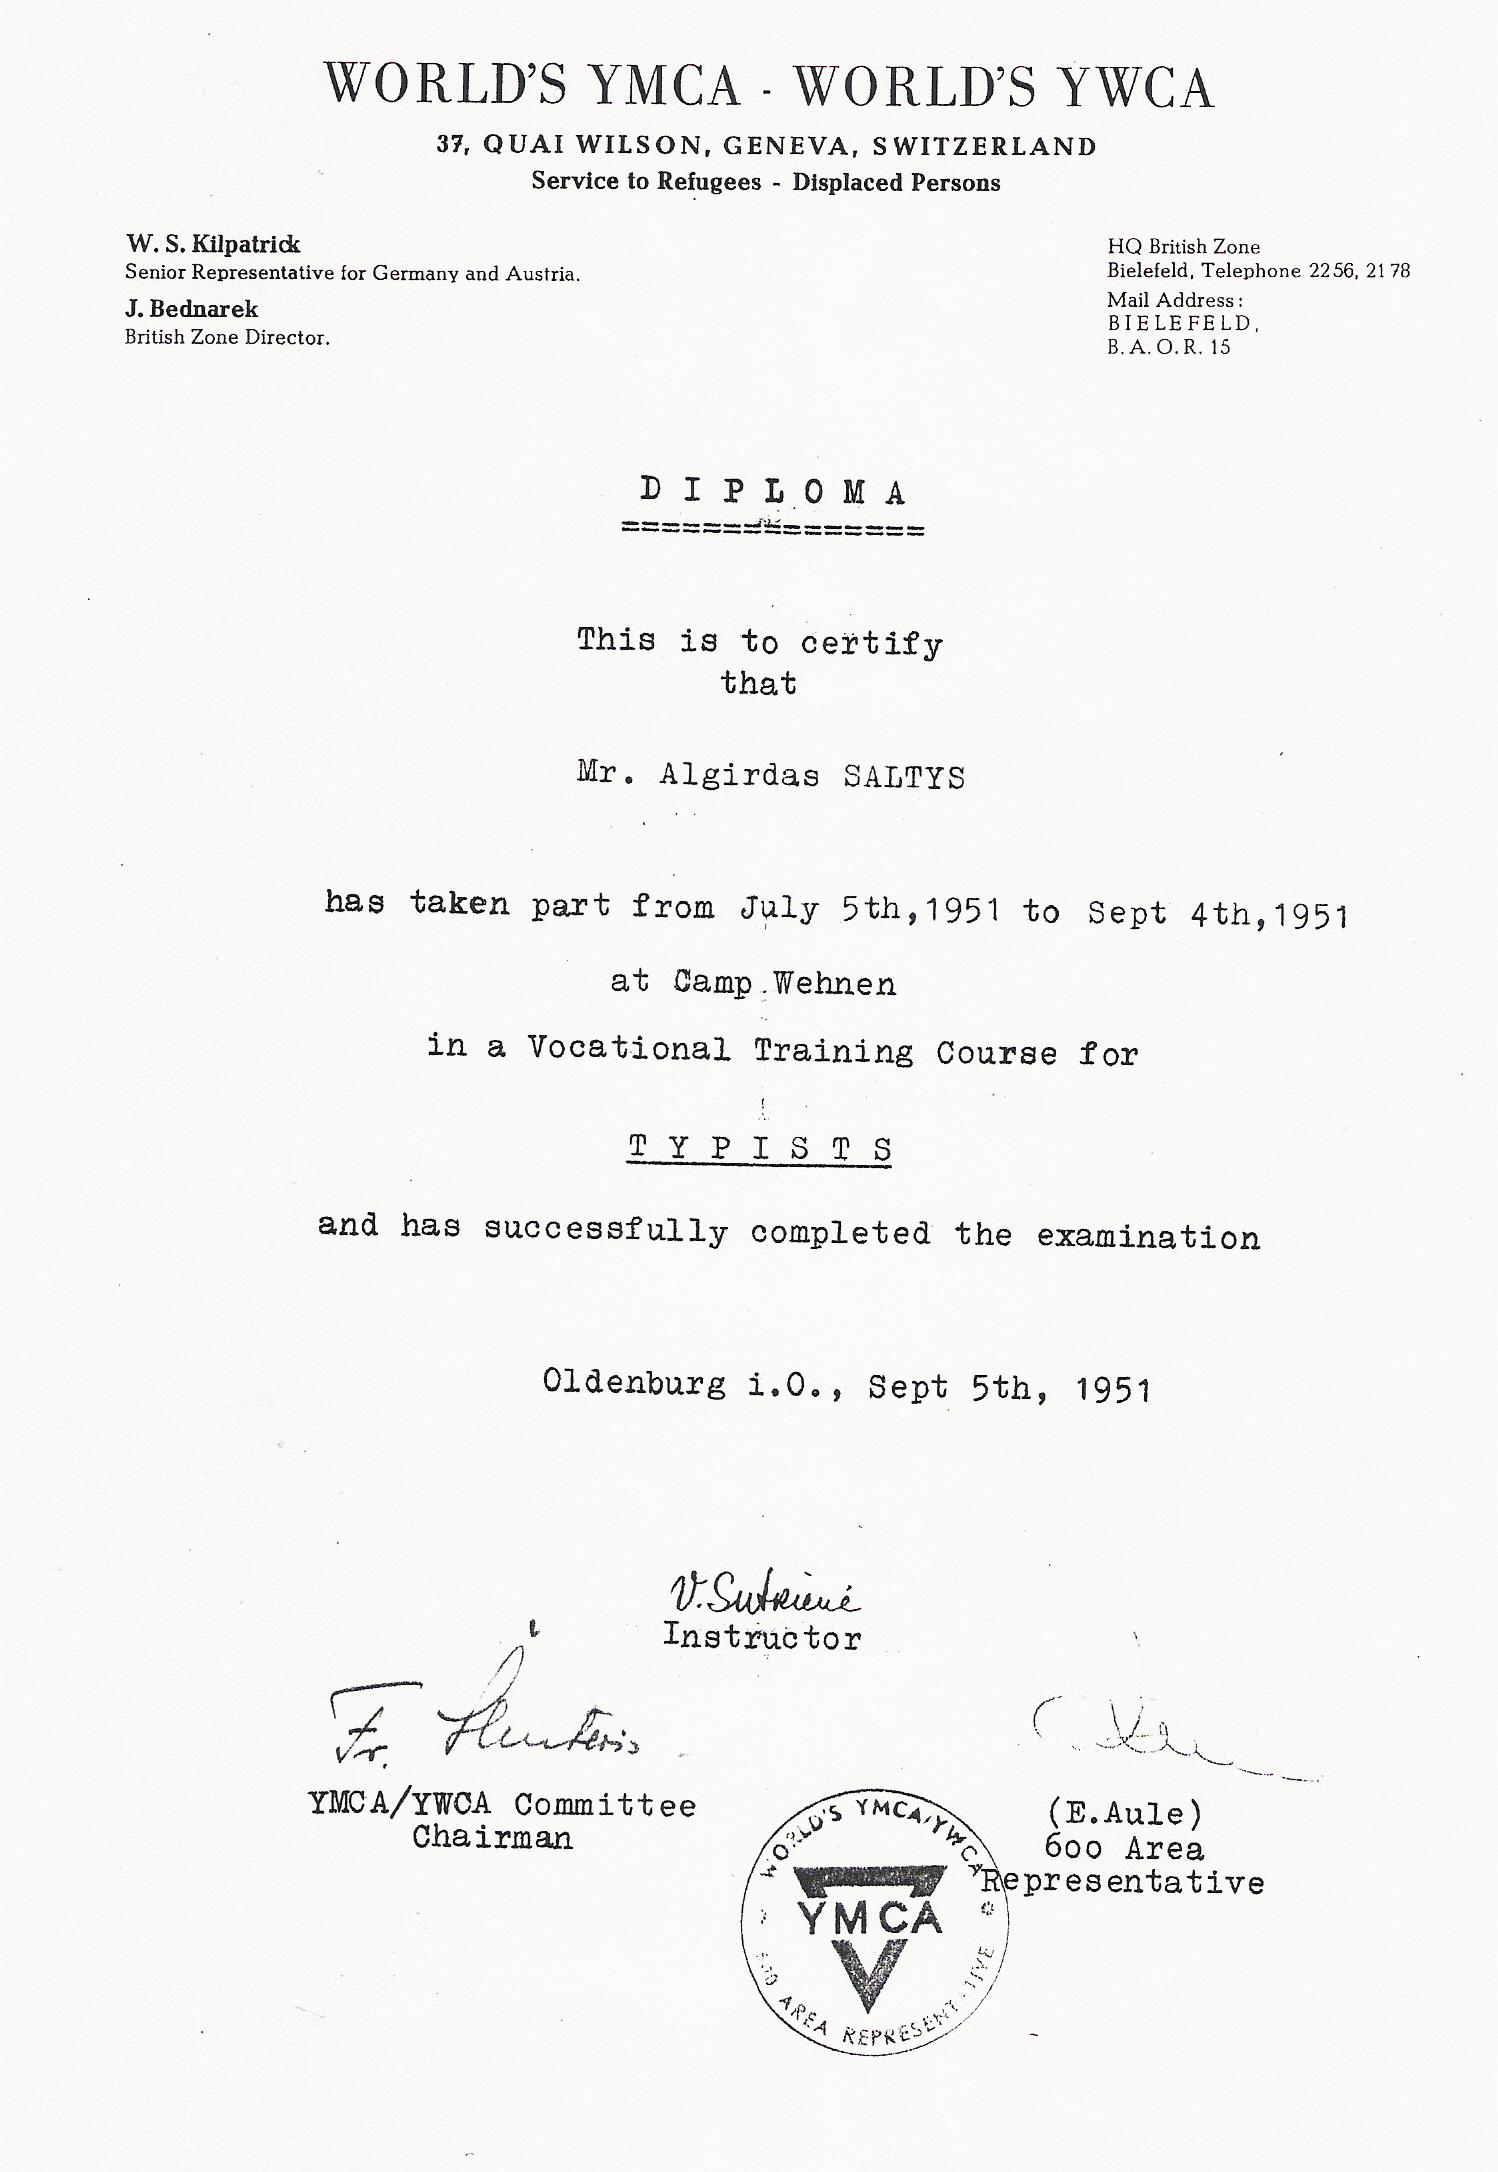 WORLD'S YMCA - WORLD'S YWCA
37, QUAI WILSON, GENEVA, SWITZERLAND
Service to Refugees - Displaced Persons
W. S. Kilpatrick
Senior Representative for Germany and Austria.
J. Bednarek
British Zone Director.
HQ British Zone
Bielefeld, Telephone 2256, 2178
Mail Address:
BIELEFELD,
B.A.O.R. 15
D I P L O M A
===============
This is to certify
that
Mr. Algirdas SALTYS
has taken part from July 5th,1951 to Sept 4th,1951
at Camp Wehnen
in a Vocational Training Course for
T Y P I S T S
and has successfully completed the examination
Oldenburg i.O., Sept 5th, 1951
V. Sutkienė
Instructor
Fr.
YMCA/YWCA Committee
Chairman
(E.Aule)
600 Area
Representative
WORLD'S YMCA/YWCA
YMCA
600 AREA REPRESENTATIVE